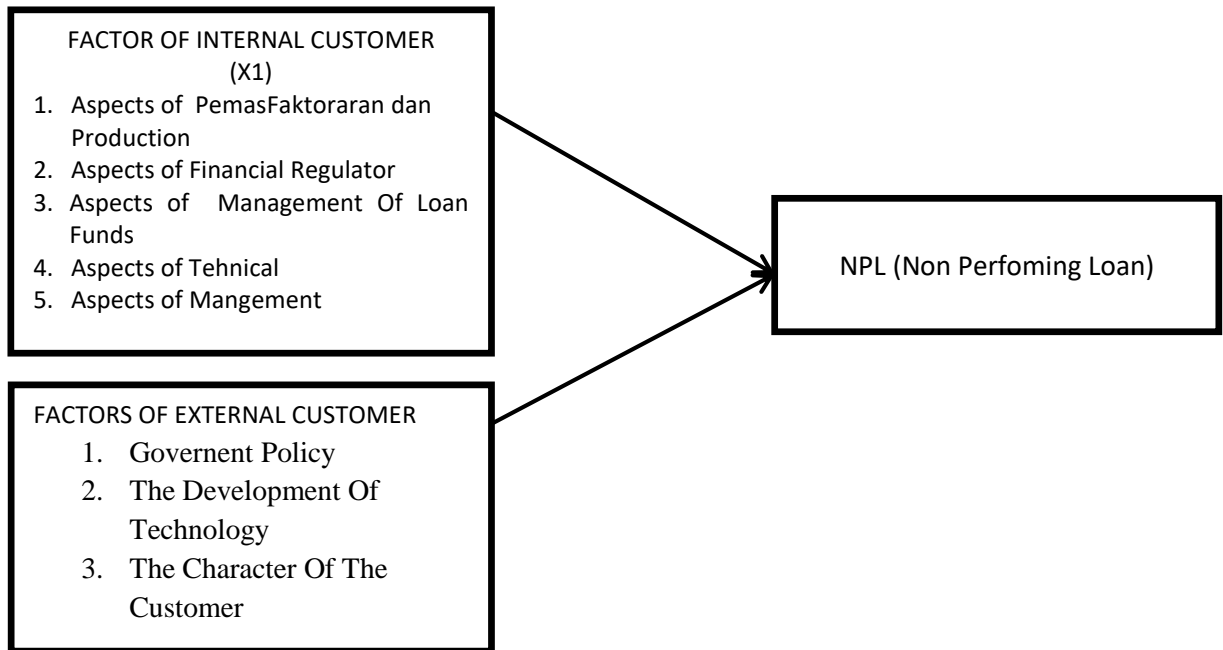 FACTOR OF INTERNAL CUSTOMER
(X1)
1. Aspects of PemasFaktoraran dan
Production
2. Aspects of Financial Regulator
3. Aspects of Management Of Loan
Funds
4. Aspects of Tehnical
5. Aspects of Mangement
NPL (Non Perfoming Loan)
FACTORS OF EXTERNAL CUSTOMER
1. Governent Policy
2. The Development Of
Technology
3. The Character Of The
Customer